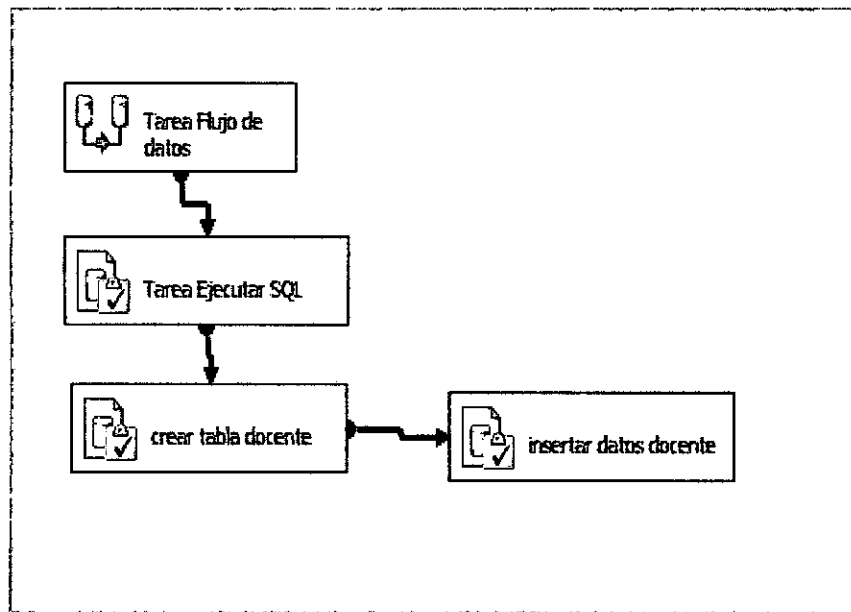 Tarea Flujo de
datos
Tarea Ejecutar SQL
crear tabla docente
insertar datos docente